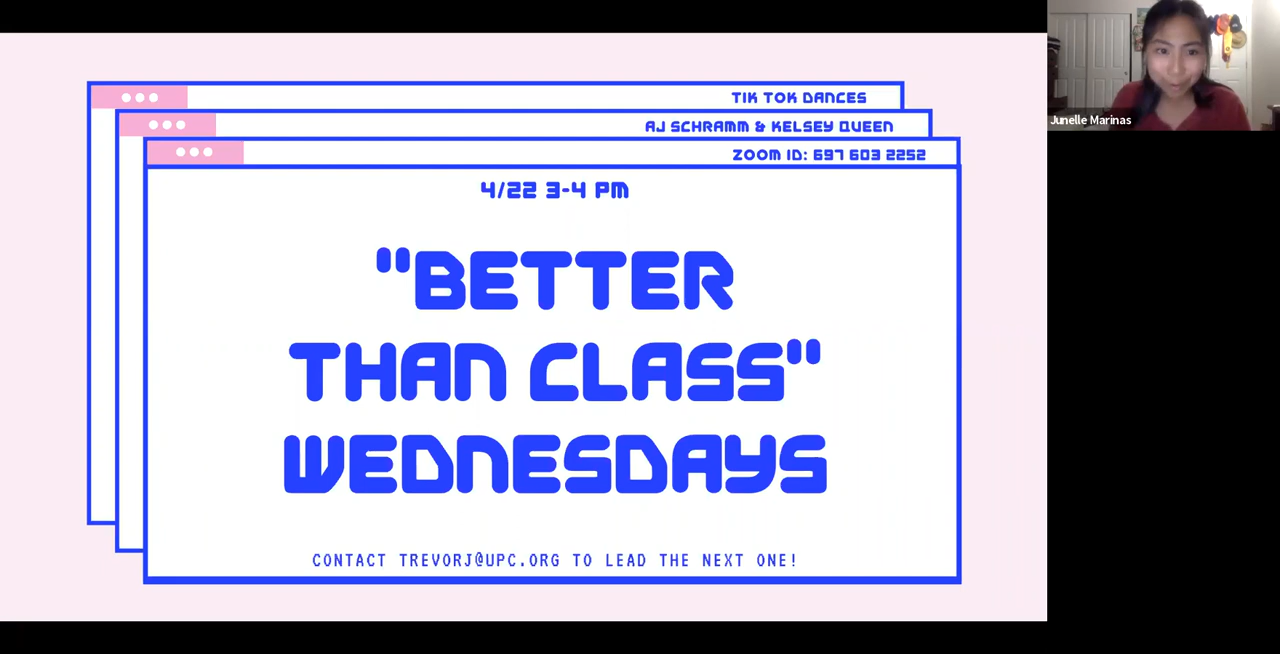 TIK TOK DANCES
AJ SCHRAMM & KELSEY QUEEN
ZOOM ID: 697 603 2252
4/22 3-4 PM
"BETTER
THAN CLASS"
WEDNESDAYS
CONTACT TREVORJ@UPC.ORG TO LEAD THE NEXT ONE!
Junelle Marinas